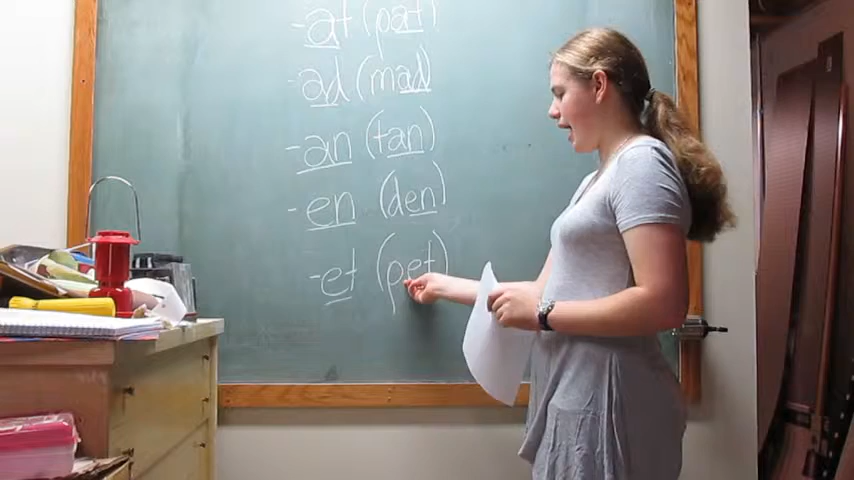 -at (pat)
-ad (mad)
-an (tan)
-en (den)
-et (pet)